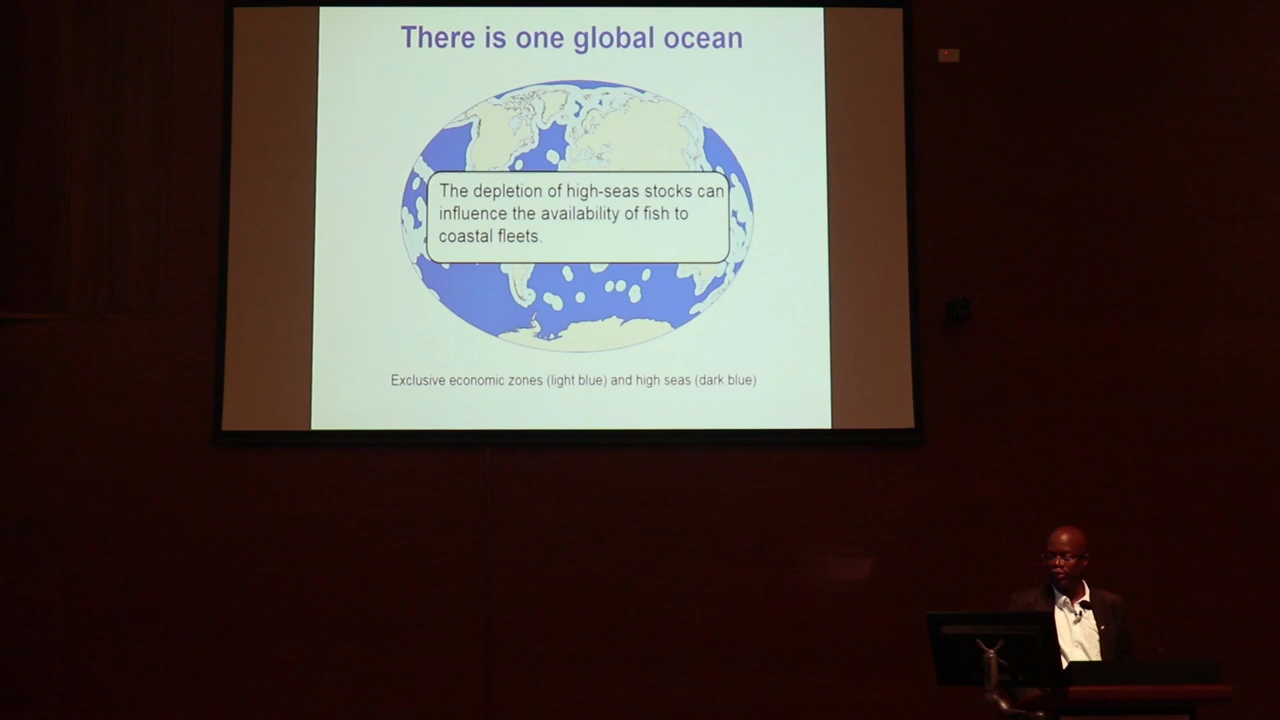 There is one global ocean
The depletion of high-seas stocks can
influence the availability of fish to
coastal fleets.
Exclusive economic zones (light blue) and high seas (dark blue)